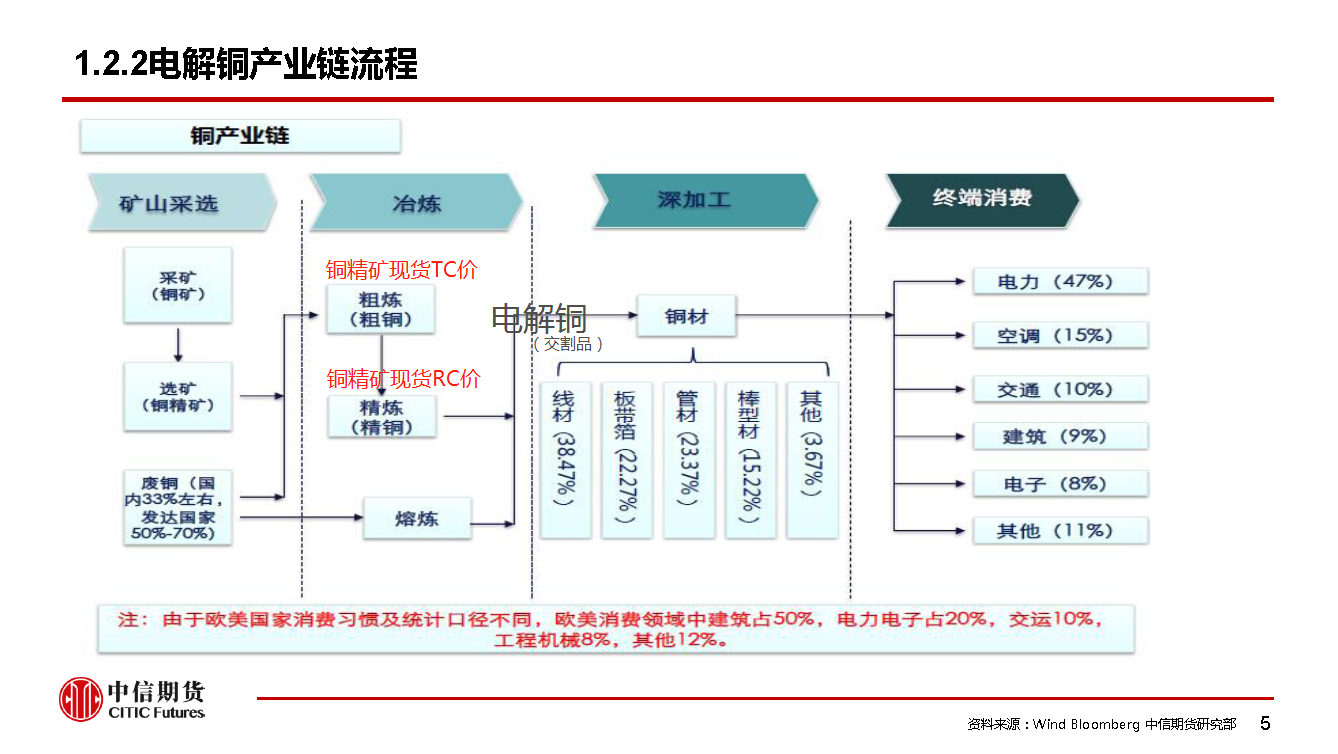 1.2.2电解铜产业链流程
铜产业链
矿山采选
冶炼
深加工
终端消费
采矿
（铜矿）
选矿
（铜精矿）
废铜（国
内33%左右，
发达国家
50%-70%）
铜精矿现货TC价
粗炼
（粗铜）
铜精矿现货RC价
精炼
（精铜）
熔炼
电解铜
（交割品）
铜材
线材（38.47%）
板带箔（22.27%）
管材（23.37%）
棒型材（15.22%）
其他（3.67%）
电力（47%）
空调（15%）
交通（10%）
建筑（9%）
电子（8%）
其他（11%）
注：由于欧美国家消费习惯及统计口径不同，欧美消费领域中建筑占50%，电力电子占20%，交运10%，
工程机械8%，其他12%。
中信期货
CITIC Futures
资料来源：Wind Bloomberg 中信期货研究部
5